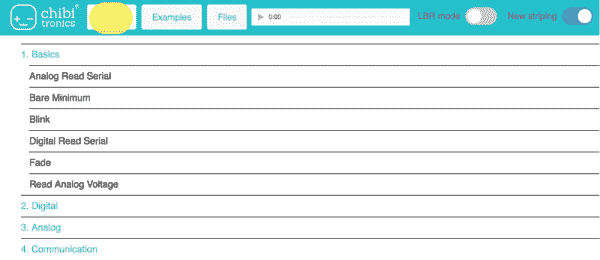 chibi
tronics
Examples
Files
0:00
LBR mode
New striping
1. Basics
Analog Read Serial
Bare Minimum
Blink
Digital Read Serial
Fade
Read Analog Voltage
2. Digital
3. Analog
4. Communication